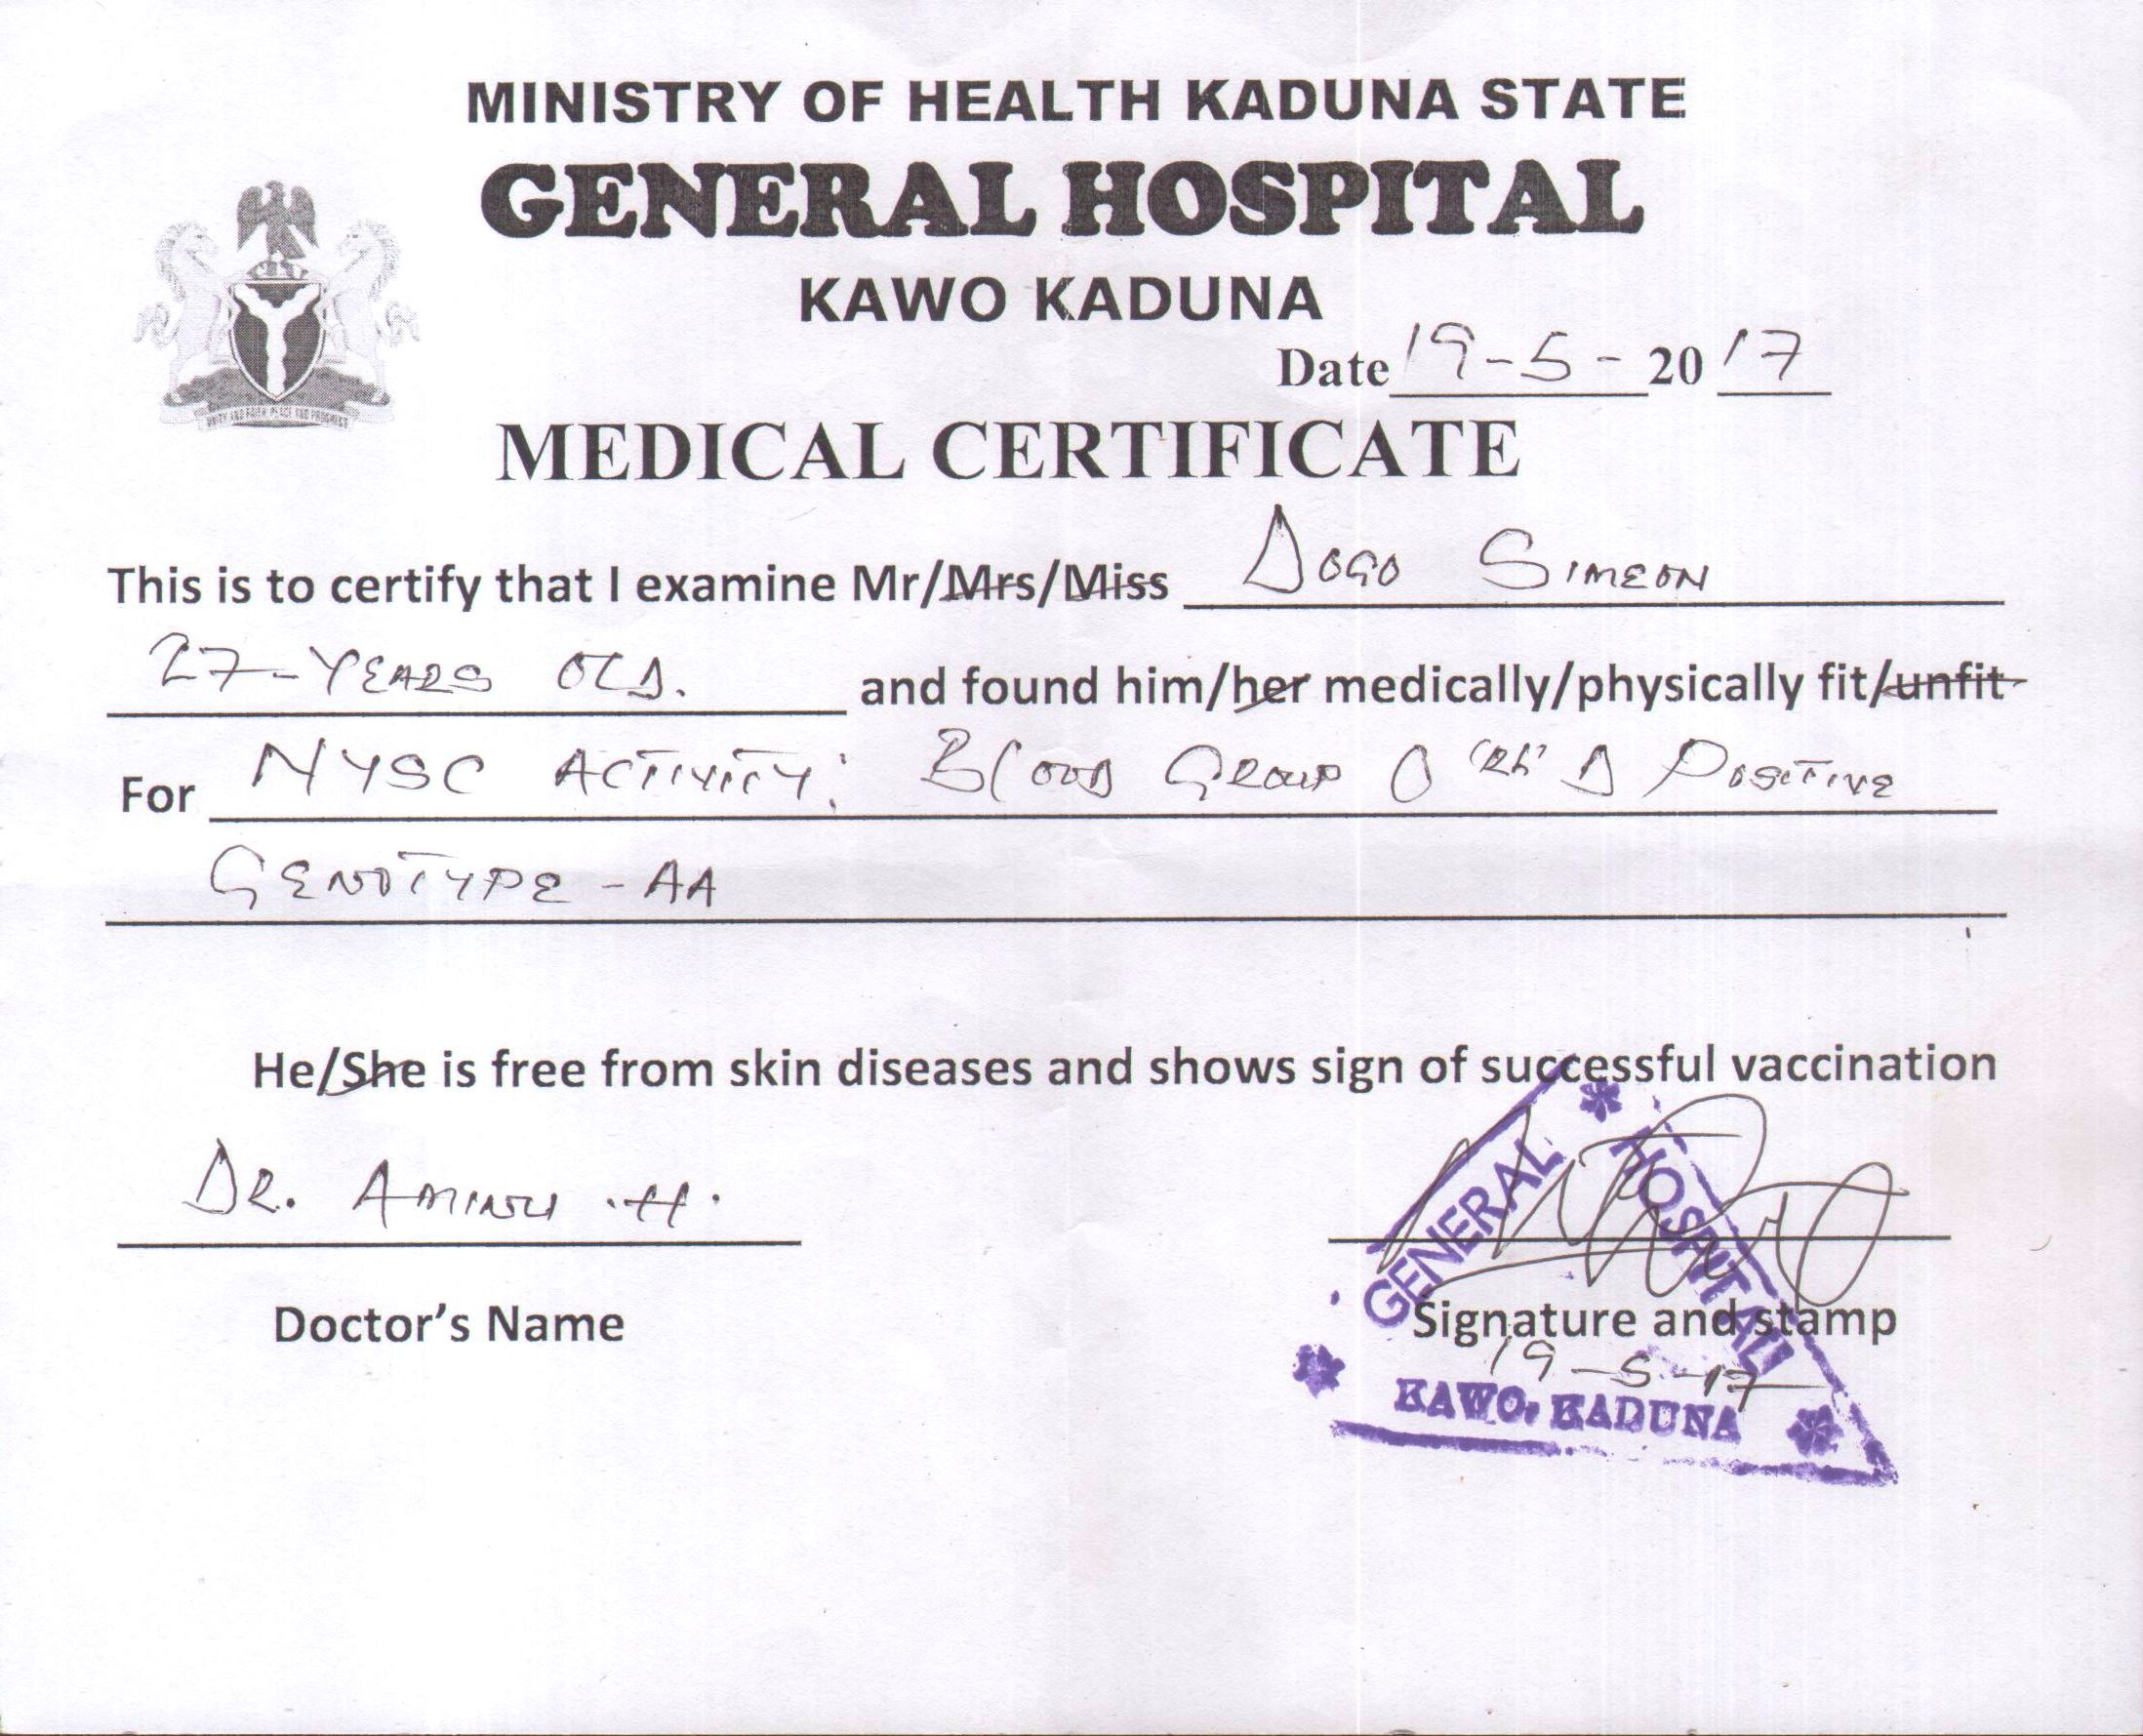 MINISTRY OF HEALTH KADUNA STATE
GENERAL HOSPITAL
KAWO KADUNA
Date 19-5-2017
UNITY AND FAITH PEACE AND PROGRESS
MEDICAL CERTIFICATE
This is to certify that I examine Mr/Mrs/Miss DOGO SIMEON
27-YEARS OLD. and found him/her medically/physically fit/unfit
For NYSC ACTIVITY: Blood GROUP O 'Rh' D POSITIVE
GENOTYPE-AA
He/She is free from skin diseases and shows sign of successful vaccination
DR. AMINU .H.
Doctor's Name
Signature and stamp
19-5-17
GENERAL HOSPITAL
KAWO, KADUNA